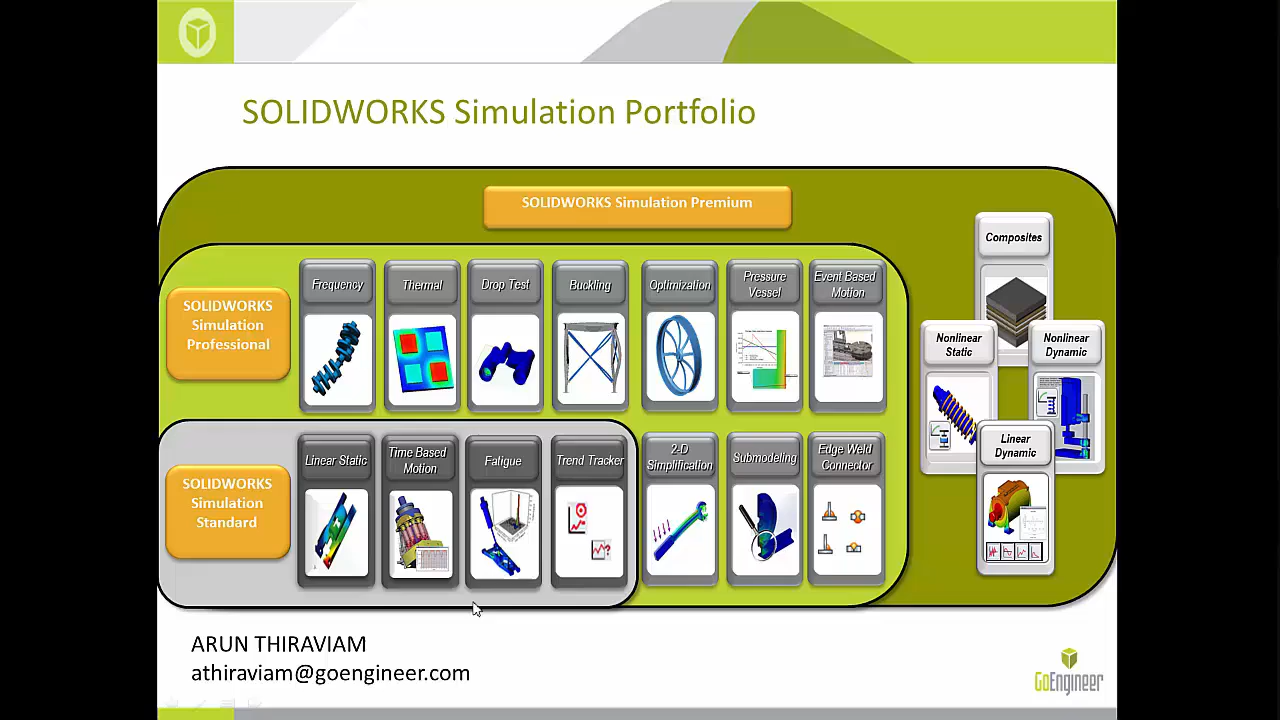 SOLIDWORKS Simulation Portfolio
SOLIDWORKS Simulation Premium
SOLIDWORKS
Simulation
Professional
Frequency
Thermal
Drop Test
Buckling
Optimization
Pressure
Vessel
Event Based
Motion
Composites
Nonlinear
Static
Nonlinear
Dynamic
Linear
Dynamic
SOLIDWORKS
Simulation
Standard
Linear Static
Time Based
Motion
Fatigue
Trend Tracker
2-D
Simplification
Submodeling
Edge Weld
Connector
ARUN THIRAVIAM
athiraviam@goengineer.com
GoEngineer